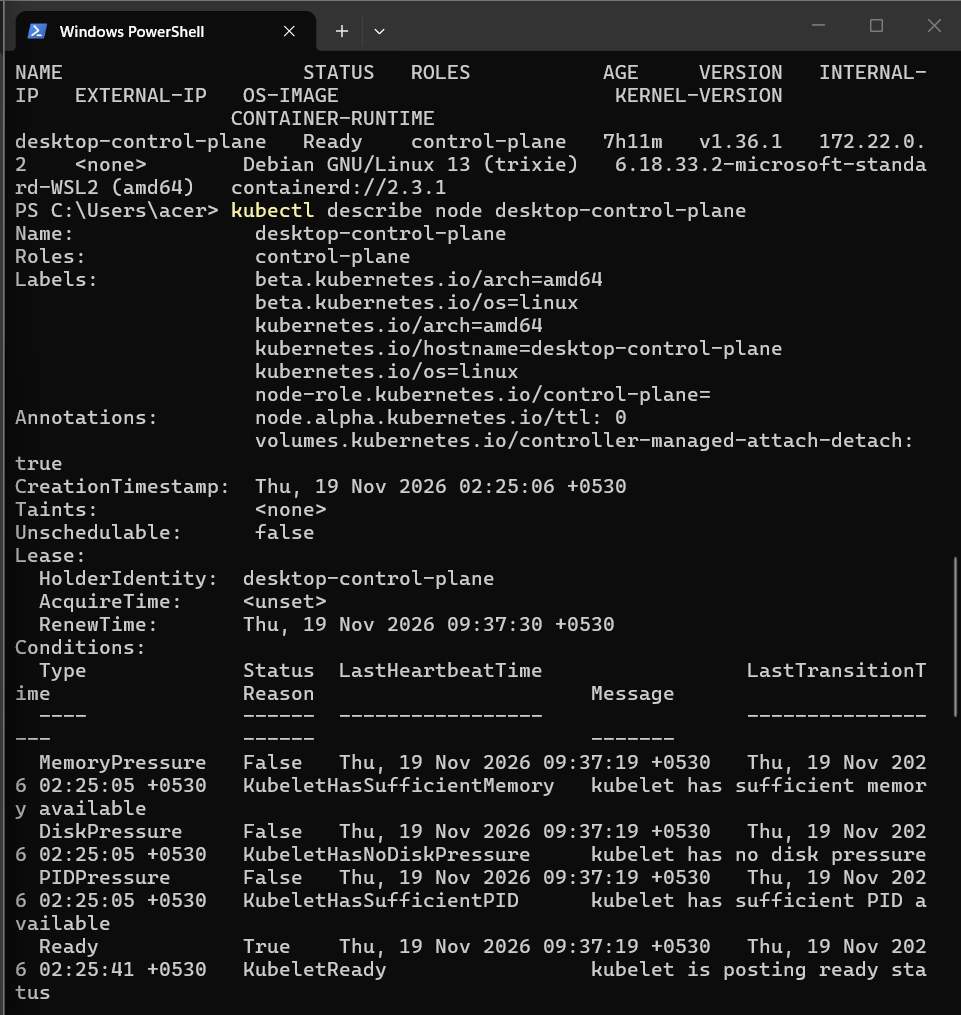 Windows PowerShell
NAME                    STATUS   ROLES           AGE     VERSION   INTERNAL-
IP   EXTERNAL-IP   OS-IMAGE                       KERNEL-VERSION
                  CONTAINER-RUNTIME
desktop-control-plane   Ready    control-plane   7h11m   v1.36.1   172.22.0.
2    <none>        Debian GNU/Linux 13 (trixie)   6.18.33.2-microsoft-standa
rd-WSL2 (amd64)   containerd://2.3.1
PS C:\Users\acer> kubectl describe node desktop-control-plane
Name:               desktop-control-plane
Roles:              control-plane
Labels:             beta.kubernetes.io/arch=amd64
                    beta.kubernetes.io/os=linux
                    kubernetes.io/arch=amd64
                    kubernetes.io/hostname=desktop-control-plane
                    kubernetes.io/os=linux
                    node-role.kubernetes.io/control-plane=
Annotations:        node.alpha.kubernetes.io/ttl: 0
                    volumes.kubernetes.io/controller-managed-attach-detach:
true
CreationTimestamp:  Thu, 19 Nov 2026 02:25:06 +0530
Taints:             <none>
Unschedulable:      false
Lease:
  HolderIdentity:  desktop-control-plane
  AcquireTime:     <unset>
  RenewTime:       Thu, 19 Nov 2026 09:37:30 +0530
Conditions:
  Type             Status  LastHeartbeatTime                 LastTransitionT
ime                Reason                       Message
  ----             ------  -----------------                 ---------------
---                ------                       -------
  MemoryPressure   False   Thu, 19 Nov 2026 09:37:19 +0530   Thu, 19 Nov 202
6 02:25:05 +0530   KubeletHasSufficientMemory   kubelet has sufficient memor
y available
  DiskPressure     False   Thu, 19 Nov 2026 09:37:19 +0530   Thu, 19 Nov 202
6 02:25:05 +0530   KubeletHasNoDiskPressure     kubelet has no disk pressure
  PIDPressure      False   Thu, 19 Nov 2026 09:37:19 +0530   Thu, 19 Nov 202
6 02:25:05 +0530   KubeletHasSufficientPID      kubelet has sufficient PID a
vailable
  Ready            True    Thu, 19 Nov 2026 09:37:19 +0530   Thu, 19 Nov 202
6 02:25:41 +0530   KubeletReady                 kubelet is posting ready sta
tus